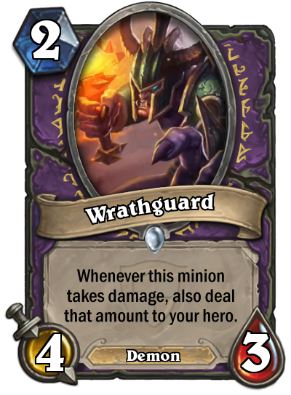 2
Wrathguard
Whenever this minion
takes damage, also deal
that amount to your hero.
4
Demon
3